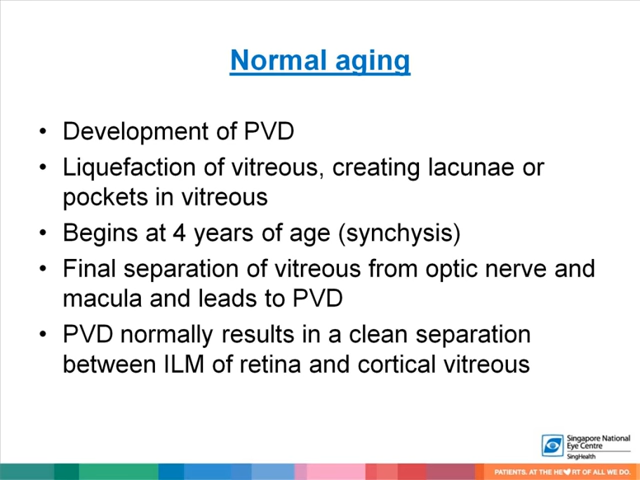 Normal aging
• Development of PVD
• Liquefaction of vitreous, creating lacunae or
pockets in vitreous
• Begins at 4 years of age (synchysis)
• Final separation of vitreous from optic nerve and
macula and leads to PVD
• PVD normally results in a clean separation
between ILM of retina and cortical vitreous
Singapore National
Eye Centre
SingHealth
PATIENTS. AT THE HE♥RT OF ALL WE DO.